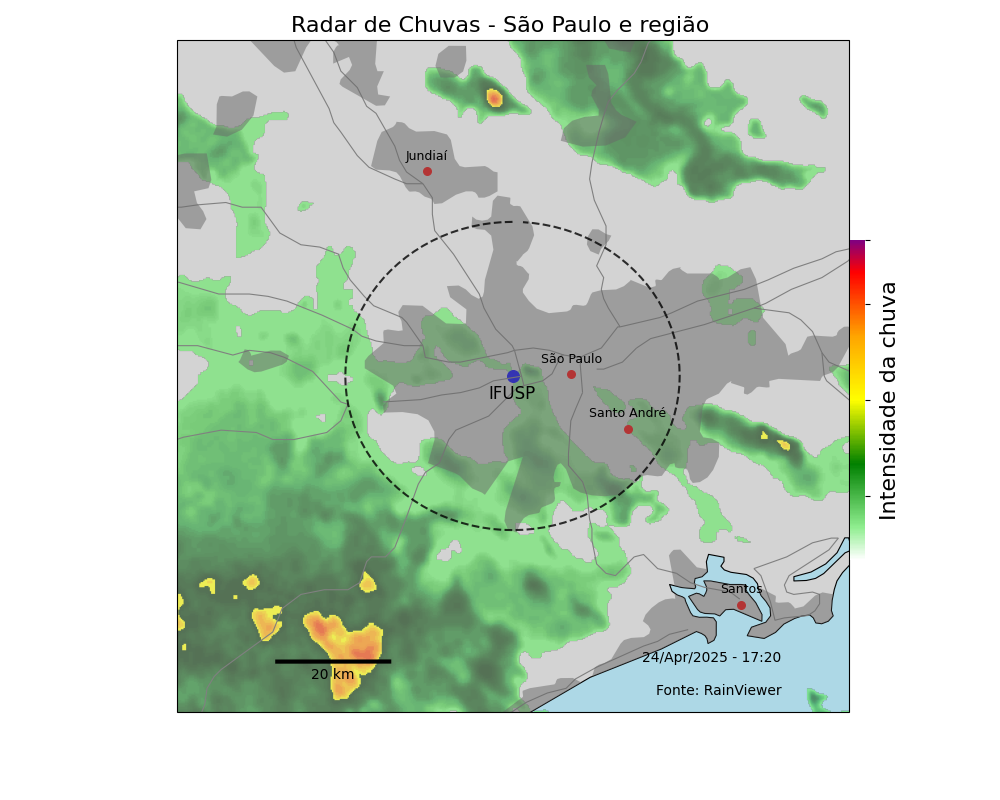 Radar de Chuvas - São Paulo e região
Jundiaí
São Paulo
IFUSP
Santo André
Intensidade da chuva
Santos
24/Apr/2025 - 17:20
20 km
Fonte: RainViewer